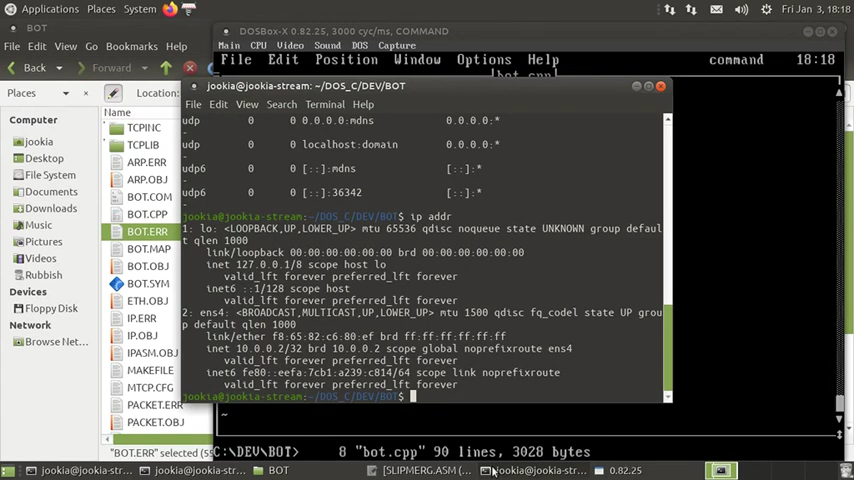 Applications Places System
Fri Jan 3, 18:18
BOT
File Edit View Go Bookmarks He
Back Forward
Places
Location:
Computer
jookia
Desktop
File System
Documents
Downloads
Music
Pictures
Videos
Rubbish
Devices
Floppy Disk
Browse Net...
Name
TCPINC
TCPLIB
ARP.ERR
ARP.OBJ
BOT.COM
BOT.CPP
BOT.ERR
BOT.MAP
BOT.OBJ
BOT.SYM
ETH.OBJ
IP.ERR
IP.OBJ
IPASM.OBJ
MAKEFILE
MTCP.CFG
PACKET.ERR
PACKET.OBJ
"BOT.ERR" selected (55
DOSBox-X 0.82.25, 3000 cyc/ms, COMMAND
Main CPU Video Sound DOS Capture
File Edit Position Window Options Help command 18:18
bot.cpp
jookia@jookia-stream: ~/DOS_C/DEV/BOT
File Edit View Search Terminal Help
udp 0 0 0.0.0.0:mdns 0.0.0.0:*
-
udp 0 0 localhost:domain 0.0.0.0:*
-
udp6 0 0 [::]:mdns [::]:*
-
udp6 0 0 [::]:36342 [::]:*
-
jookia@jookia-stream:~/DOS_C/DEV/BOT$ ip addr
1: lo: <LOOPBACK,UP,LOWER_UP> mtu 65536 qdisc noqueue state UNKNOWN group defaul
t qlen 1000
link/loopback 00:00:00:00:00:00 brd 00:00:00:00:00:00
inet 127.0.0.1/8 scope host lo
valid_lft forever preferred_lft forever
inet6 ::1/128 scope host
valid_lft forever preferred_lft forever
2: ens4: <BROADCAST,MULTICAST,UP,LOWER_UP> mtu 1500 qdisc fq_codel state UP grou
p default qlen 1000
link/ether f8:65:82:c6:80:ef brd ff:ff:ff:ff:ff:ff
inet 10.0.0.2/32 brd 10.0.0.2 scope global noprefixroute ens4
valid_lft forever preferred_lft forever
inet6 fe80::eefa:7cb1:a239:c814/64 scope link noprefixroute
valid_lft forever preferred_lft forever
jookia@jookia-stream:~/DOS_C/DEV/BOT$
~
C:\DEV\BOT> 8 "bot.cpp" 90 lines, 3028 bytes
jookia@jookia-st... jookia@jookia-str... BOT [SLIPMERG.ASM (... jookia@jookia-str... 0.82.25